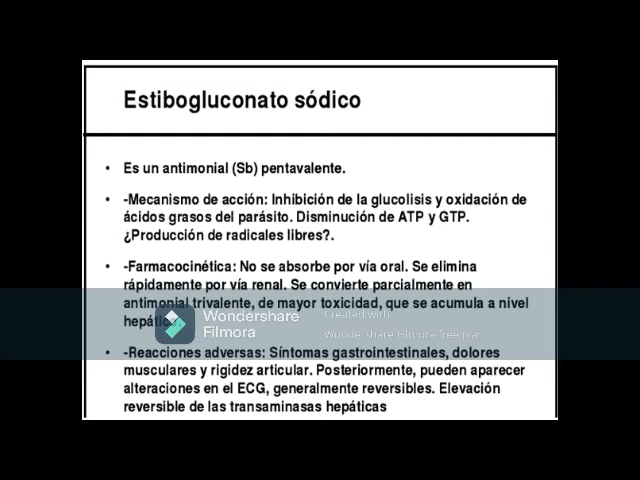 Estibogluconato sódico
• Es un antimonial (Sb) pentavalente.
• -Mecanismo de acción: Inhibición de la glucolisis y oxidación de
ácidos grasos del parásito. Disminución de ATP y GTP.
¿Producción de radicales libres?.
• -Farmacocinética: No se absorbe por vía oral. Se elimina
rápidamente por vía renal. Se convierte parcialmente en
antimonial trivalente, de mayor toxicidad, que se acumula a nivel
hepático.
Wondershare
Filmora
Created with
Wondershare Filmora free plan
• -Reacciones adversas: Síntomas gastrointestinales, dolores
musculares y rigidez articular. Posteriormente, pueden aparecer
alteraciones en el ECG, generalmente reversibles. Elevación
reversible de las transaminasas hepáticas